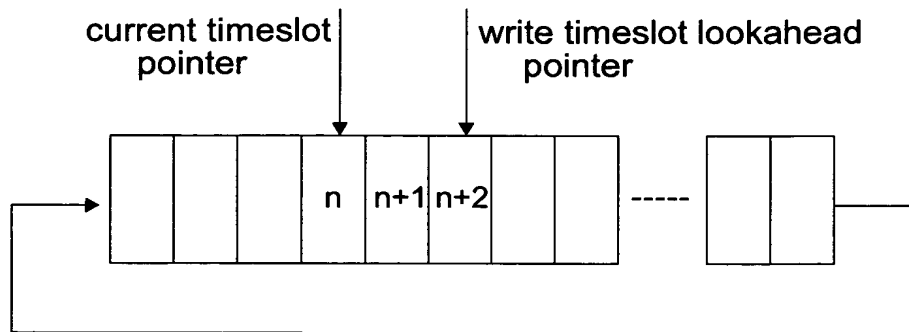 current timeslot
pointer
write timeslot lookahead
pointer
n
n+1
n+2